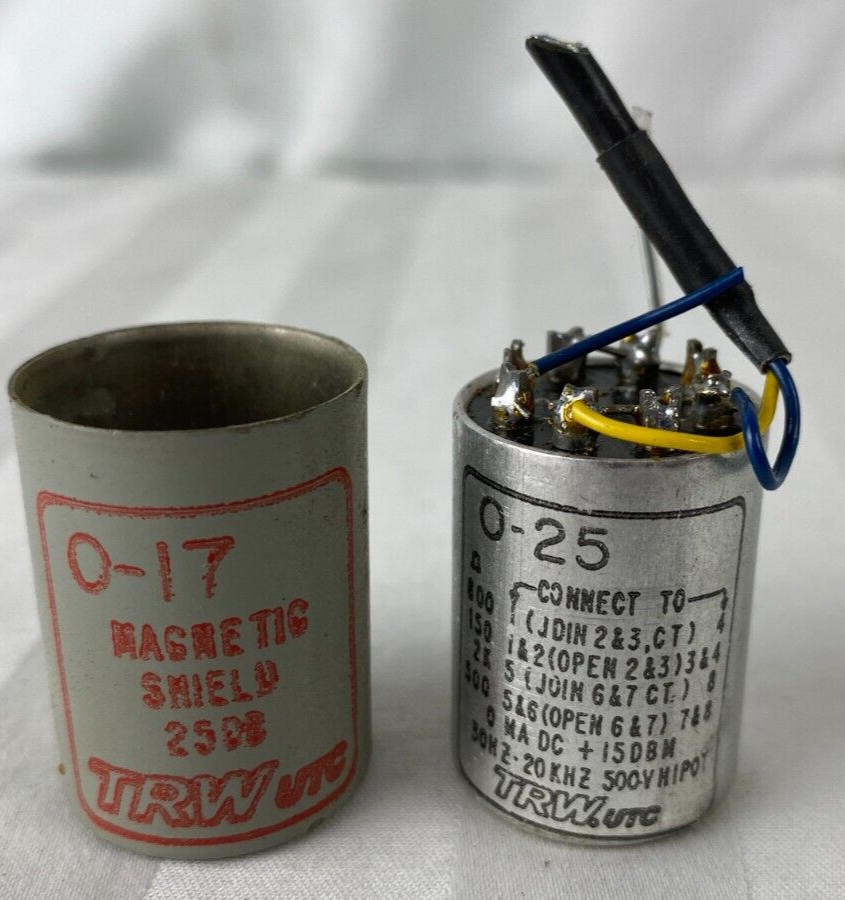 O-17
MAGNETIC
SHIELD
25DB
TRW UTC
O-25
Ω CONNECT TO
600 1 (JOIN 2&3,CT) 4
150 1&2(OPEN 2&3)3&4
2K 5 (JOIN 6&7 CT.) 8
500 5&6(OPEN 6&7) 7&8
0 MA DC +15DBM
30HZ-20KHZ 500V HIPOT
TRW. UTC